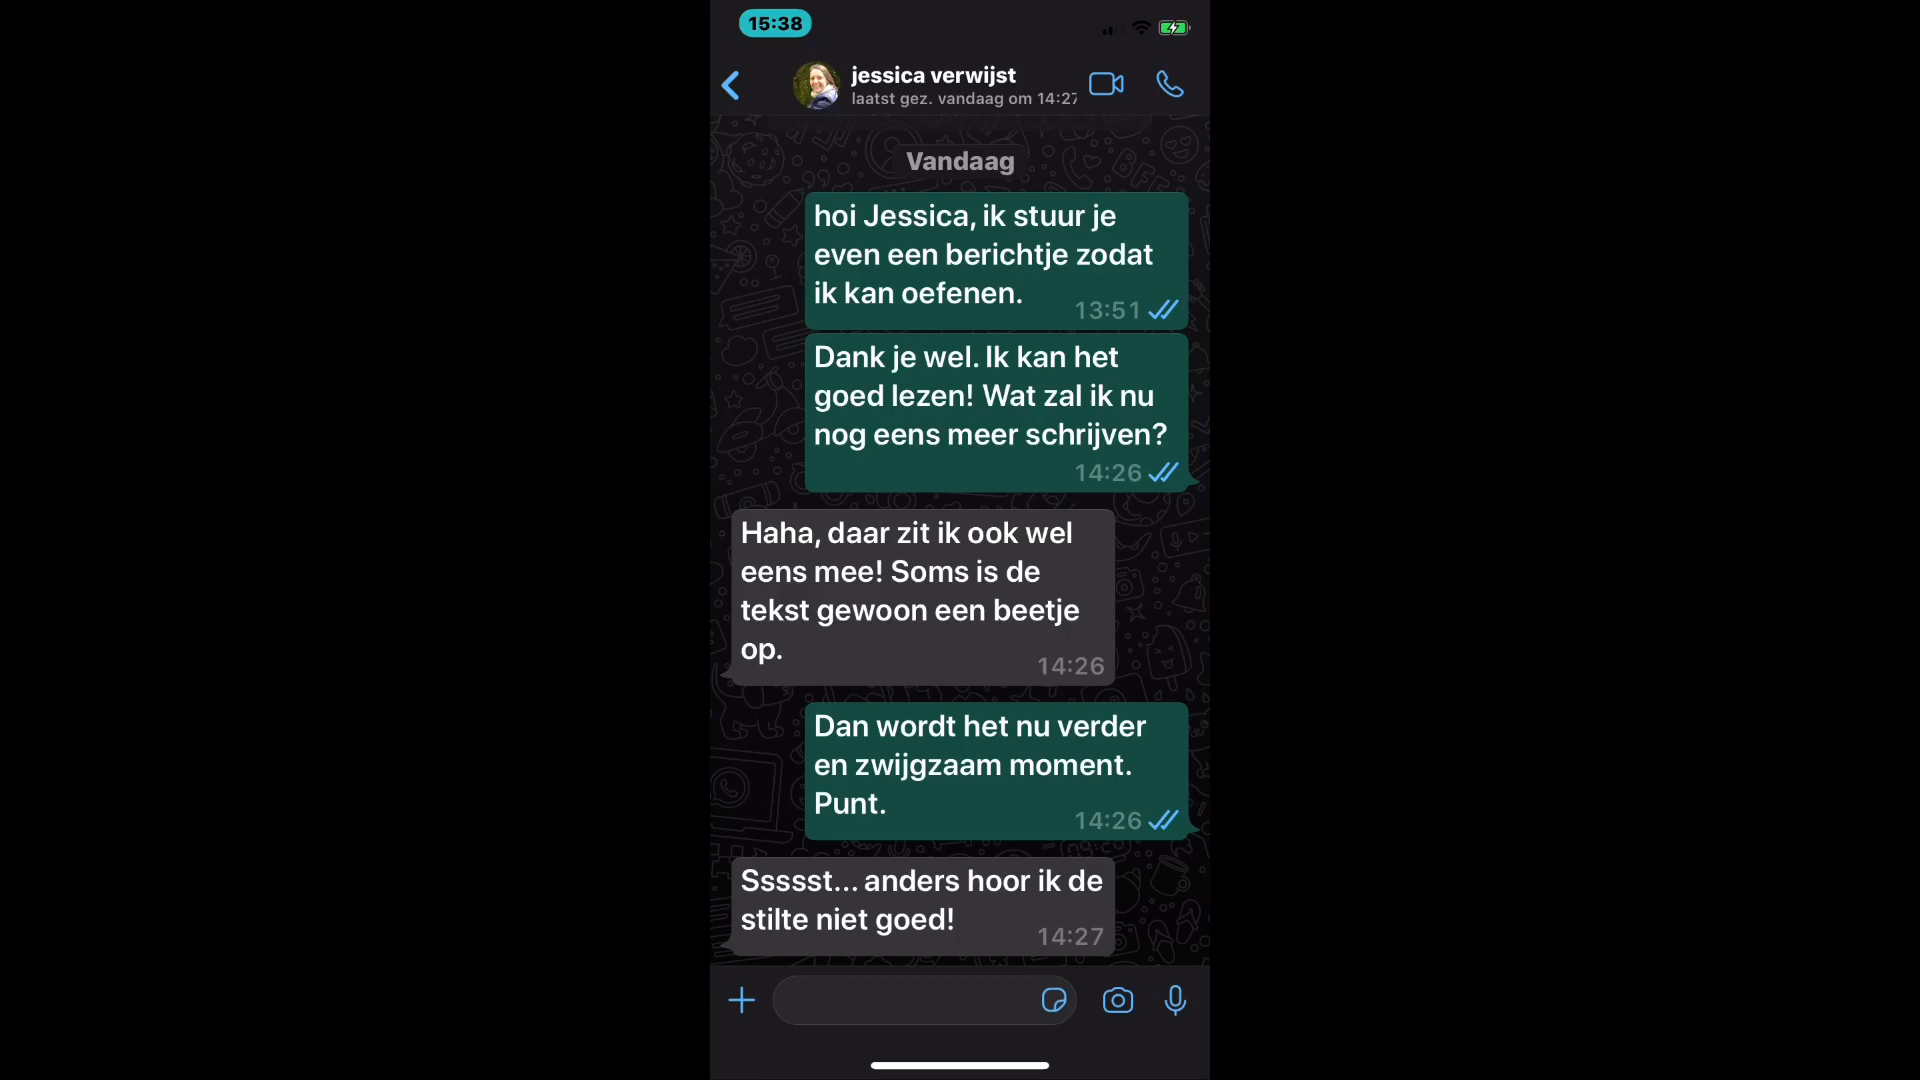 15:38
jessica verwijst
laatst gez. vandaag om 14:27
Vandaag
hoi Jessica, ik stuur je
even een berichtje zodat
ik kan oefenen.
13:51
Dank je wel. Ik kan het
goed lezen! Wat zal ik nu
nog eens meer schrijven?
14:26
Haha, daar zit ik ook wel
eens mee! Soms is de
tekst gewoon een beetje
op.
14:26
Dan wordt het nu verder
en zwijgzaam moment.
Punt.
14:26
Ssssst... anders hoor ik de
stilte niet goed!
14:27